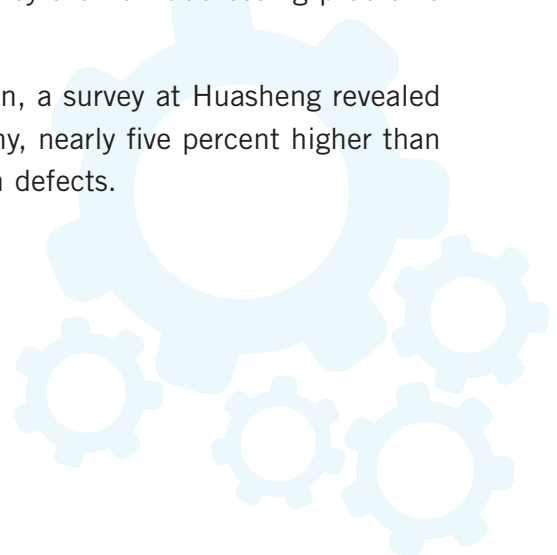 n, a survey at Huasheng revealed
ny, nearly five percent higher than
n defects.